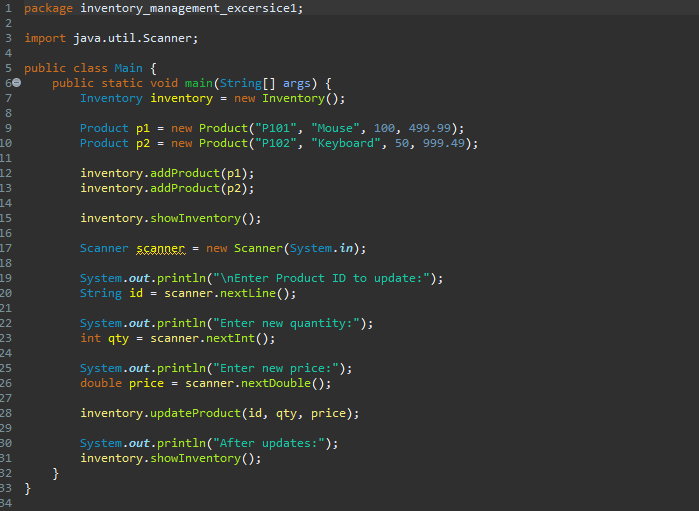 1 package inventory_management_excersice1;
2
3 import java.util.Scanner;
4
5 public class Main {
6 public static void main(String[] args) {
7 Inventory inventory = new Inventory();
8
9 Product p1 = new Product("P101", "Mouse", 100, 499.99);
10 Product p2 = new Product("P102", "Keyboard", 50, 999.49);
11
12 inventory.addProduct(p1);
13 inventory.addProduct(p2);
14
15 inventory.showInventory();
16
17 Scanner scanner = new Scanner(System.in);
18
19 System.out.println("\nEnter Product ID to update:");
20 String id = scanner.nextLine();
21
22 System.out.println("Enter new quantity:");
23 int qty = scanner.nextInt();
24
25 System.out.println("Enter new price:");
26 double price = scanner.nextDouble();
27
28 inventory.updateProduct(id, qty, price);
29
30 System.out.println("After updates:");
31 inventory.showInventory();
32 }
33 }
34